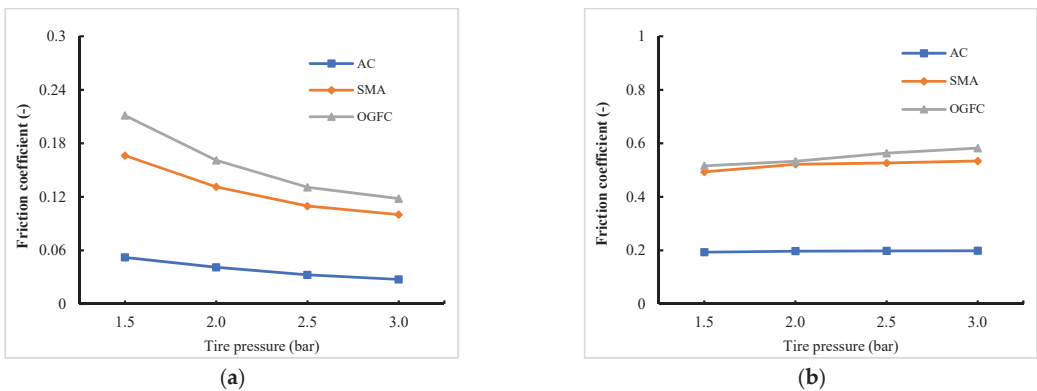 0.3
0.24
0.18
0.12
0.06
0
Friction coefficient (-)
AC
SMA
OGFC
1.5 2.0 2.5 3.0
Tire pressure (bar)
(a)
1
0.8
0.6
0.4
0.2
0
Friction coefficient (-)
AC
SMA
OGFC
1.5 2.0 2.5 3.0
Tire pressure (bar)
(b)